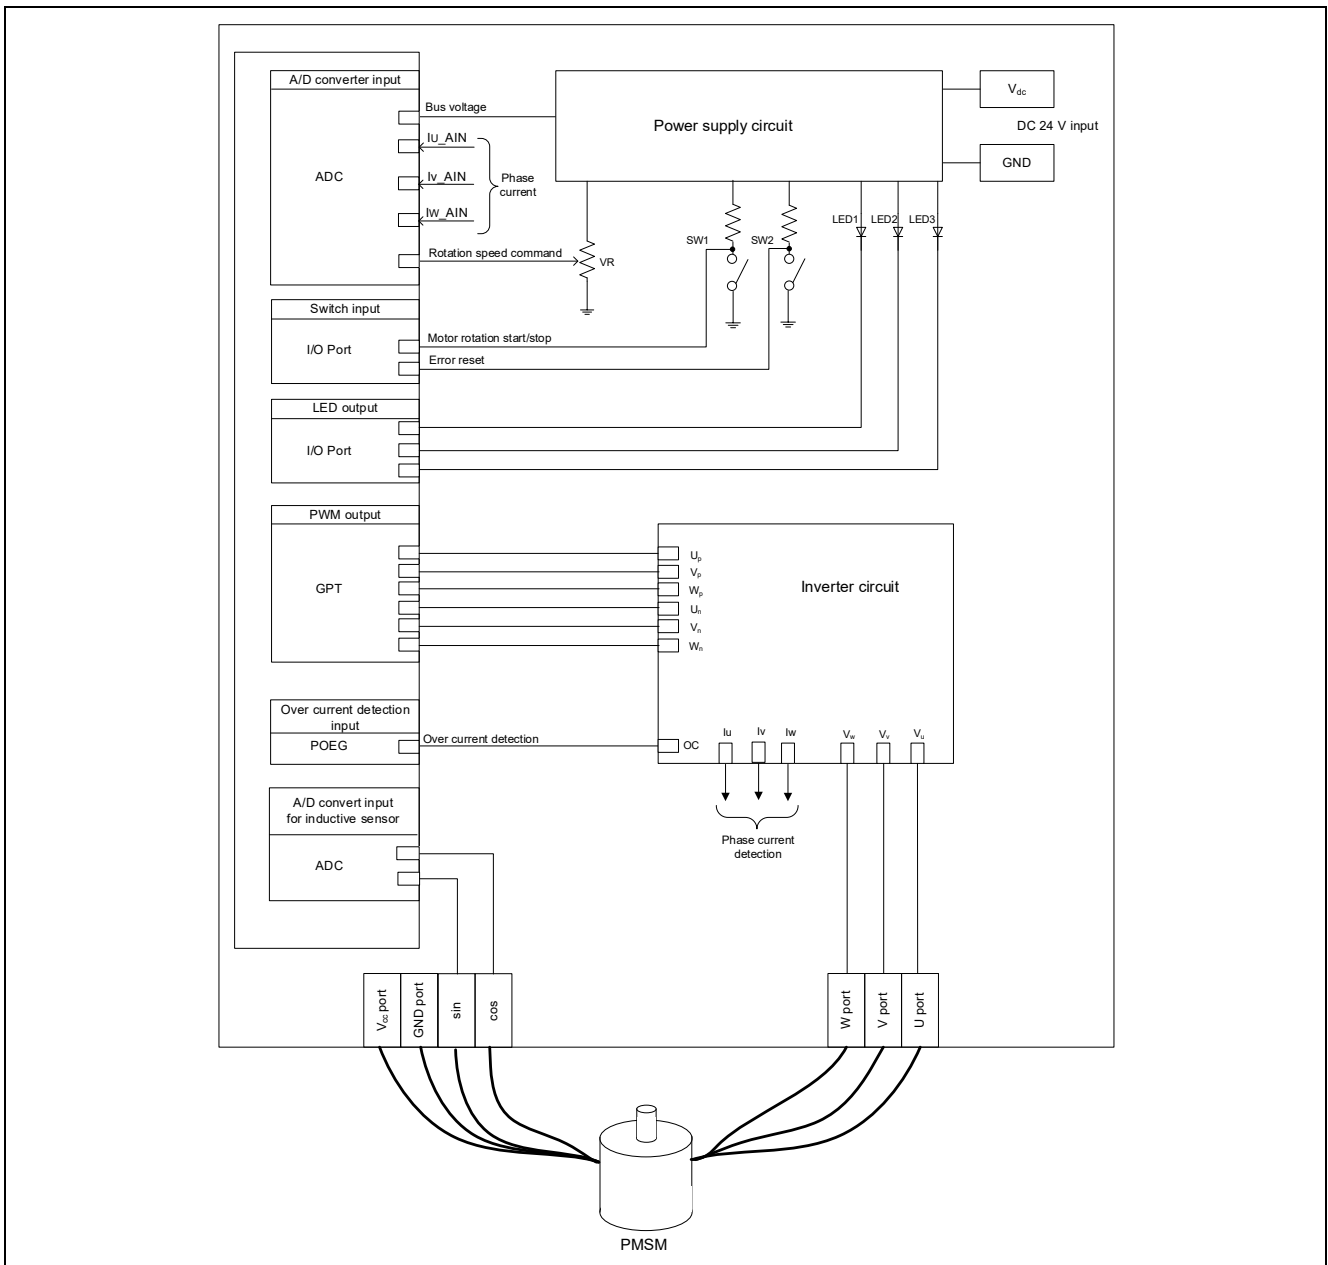 A/D converter input
ADC
Bus voltage
IU_AIN
Iv_AIN
IW_AIN
Phase
current
Rotation speed command
VR
Power supply circuit
Vdc
DC 24 V input
GND
SW1
SW2
LED1
LED2
LED3
Switch input
I/O Port
Motor rotation start/stop
Error reset
LED output
I/O Port
PWM output
GPT
Up
Vp
Wp
Un
Vn
Wn
Inverter circuit
Over current detection
input
POEG
Over current detection
OC
Iu
Iv
Iw
Vw
Vv
Vu
Phase current
detection
A/D convert input
for inductive sensor
ADC
Vcc port
GND port
sin
cos
W port
V port
U port
PMSM